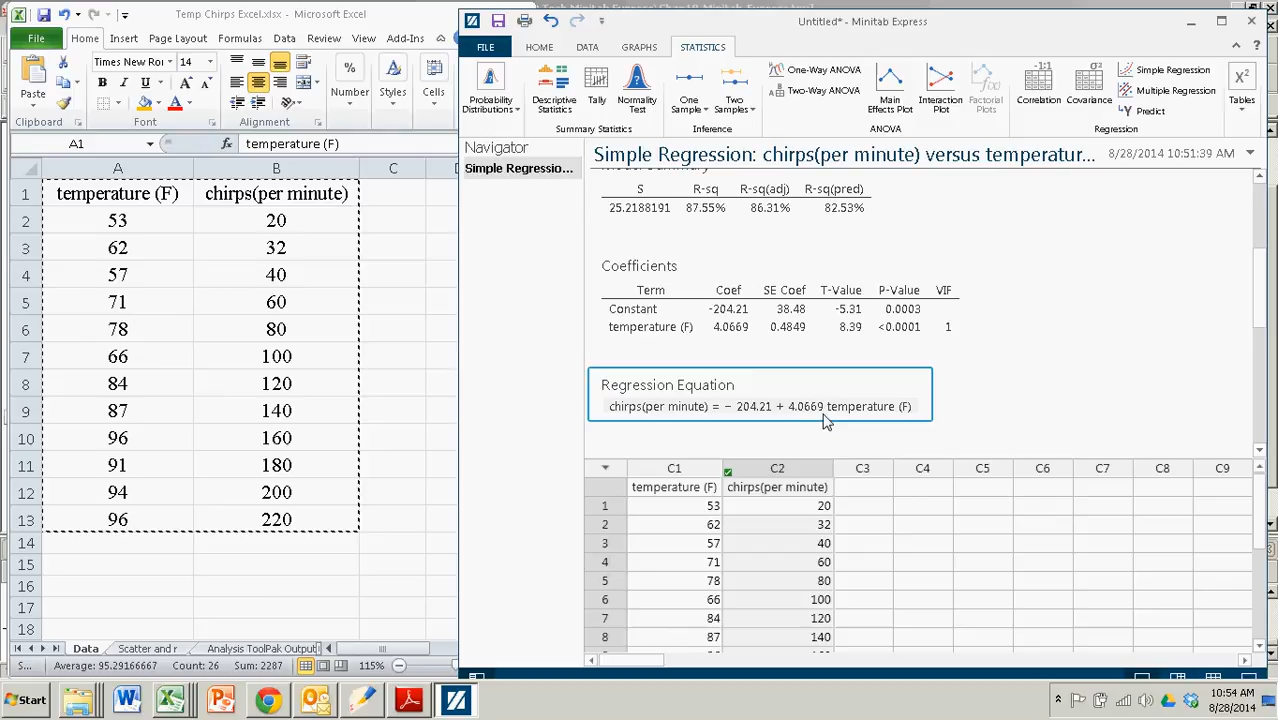 Temp_chirps Excel - Microsoft Excel
File
Home
Insert
Page Layout
Formulas
Data
Review
View
Add-Ins
Paste
Times New Ror
14
B
Number
Styles
Cells
Clipboard
Alignment
A1
fx
temperature (F)
A B C
1 temperature (F) chirps(per minute)
2 53 20
3 62 32
4 57 40
5 71 60
6 78 80
7 66 100
8 84 120
9 87 140
10 96 160
11 91 180
12 94 200
13 96 220
14
15
16
17
18
Data
scatter and r
Analysis ToolPak Output
S...
Average: 95.29166667
Count: 26
Sum: 2287
115%
Untitled* - Minitab Express
FILE HOME DATA GRAPHS STATISTICS
Probability Distributions
Descriptive Statistics
Tally
Normality Test
One Sample
Two Samples
One-Way ANOVA
Two-Way ANOVA
Main Effects Plot
Interaction Plot
Factorial Plots
Correlation
Covariance
Simple Regression
Multiple Regression
Predict
Tables
Summary Statistics
Inference
ANOVA
Regression
Navigator
Simple Regressio...
Simple Regression: chirps(per minute) versus temperatur...
8/28/2014 10:51:39 AM
Model Summary
S R-sq R-sq(adj) R-sq(pred)
25.2188191 87.55% 86.31% 82.53%
Coefficients
Term Coef SE Coef T-Value P-Value VIF
Constant -204.21 38.48 -5.31 0.0003
temperature (F) 4.0669 0.4849 8.39 <0.0001 1
Regression Equation
chirps(per minute) = - 204.21 + 4.0669 temperature (F)
C1 C2 C3 C4 C5 C6 C7 C8 C9
temperature (F) chirps(per minute)
1 53 20
2 62 32
3 57 40
4 71 60
5 78 80
6 66 100
7 84 120
8 87 140
Start
10:54 AM
8/28/2014